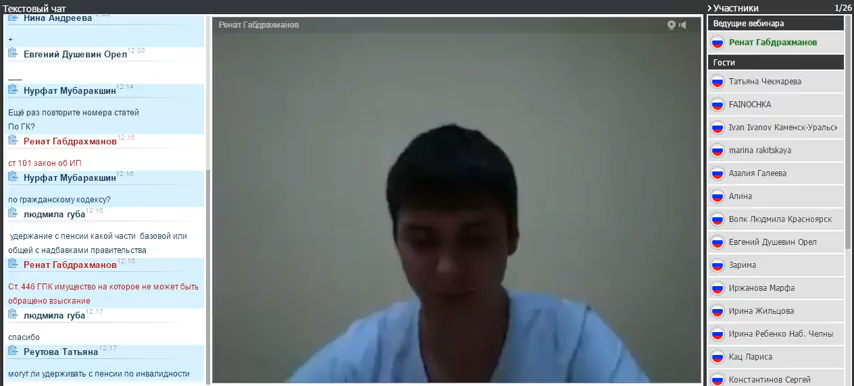 Текстовый чат
Нина Андреева
+
Евгений Душевин Орел 12:03
___
Нурфат Мубаракшин 12:14
Ещё раз повторите номера статей
По ГК?
Ренат Габдрахманов 12:16
ст 101 закон об ИП
Нурфат Мубаракшин 12:16
по гражданскому кодексу?
людмила губа 12:16
удержание с пенсии какой части базовой или
общей с надбавками правительства
Ренат Габдрахманов 12:16
Ст. 446 ГПК имущество на которое не может быть
обращено взыскание
людмила губа 12:17
спасибо
Реутова Татьяна 12:17
могут ли удерживать с пенсии по инвалидности
Ренат Габдрахманов
Участники 1/26
Ведущие вебинара
Ренат Габдрахманов
Гости
Татьяна Чекмарева
FAINOCHKA
Ivan Ivanov Каменск-Уральск
marina rakitskaya
Азалия Галеева
Алина
Волк Людмила Красноярск
Евгений Душевин Орел
Зарима
Иржанова Марфа
Ирина Жильцова
Ирина Ребенко Наб. Челны
Кац Лариса
Константинов Сергей